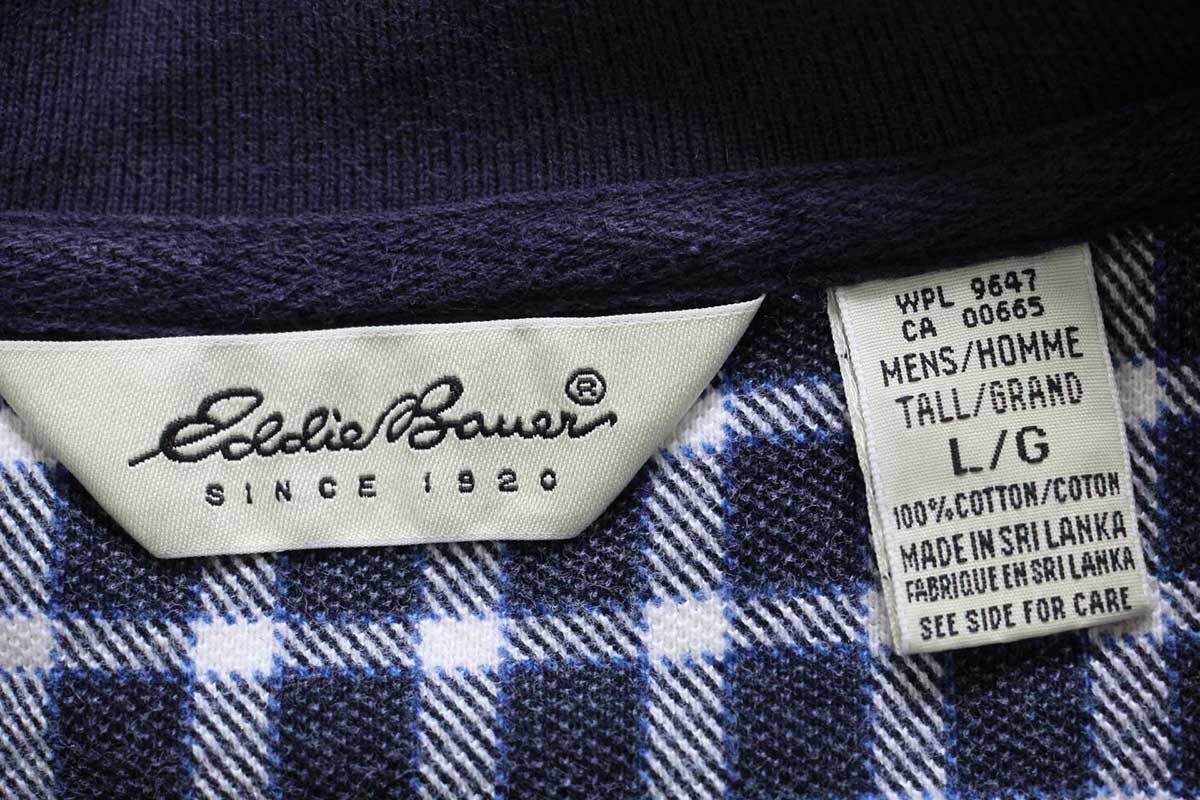 Eddie Bauer®
SINCE 1920
WPL 9647
CA 00665
MENS/HOMME
TALL/GRAND
L/G
100% COTTON/COTON
MADE IN SRI LANKA
FABRIQUE EN SRI LANKA
SEE SIDE FOR CARE